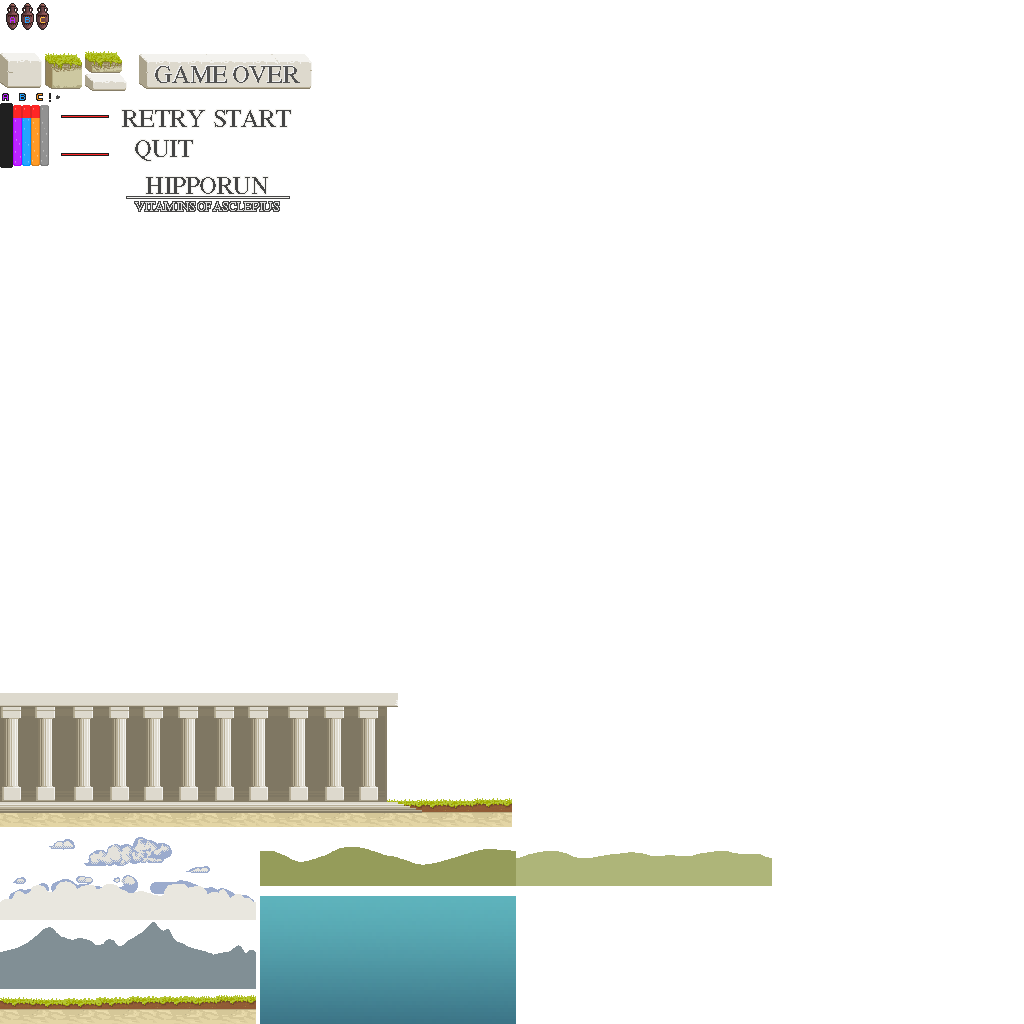 A B C
GAME OVER
A B C ! +
RETRY START
QUIT
HIPPORUN
VITAMINS OF ASCLEPIUS